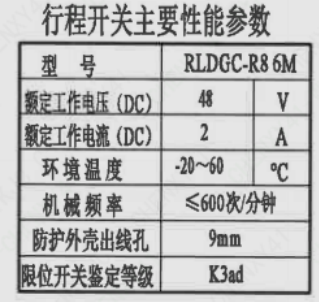 行程开关主要性能参数
型 号 RLDGC-R8 6M
额定工作电压 (DC) 48 V
额定工作电流 (DC) 2 A
环境温度 -20~60 ℃
机械频率 ≤600次/分钟
防护外壳出线孔 9mm
限位开关鉴定等级 K3ad